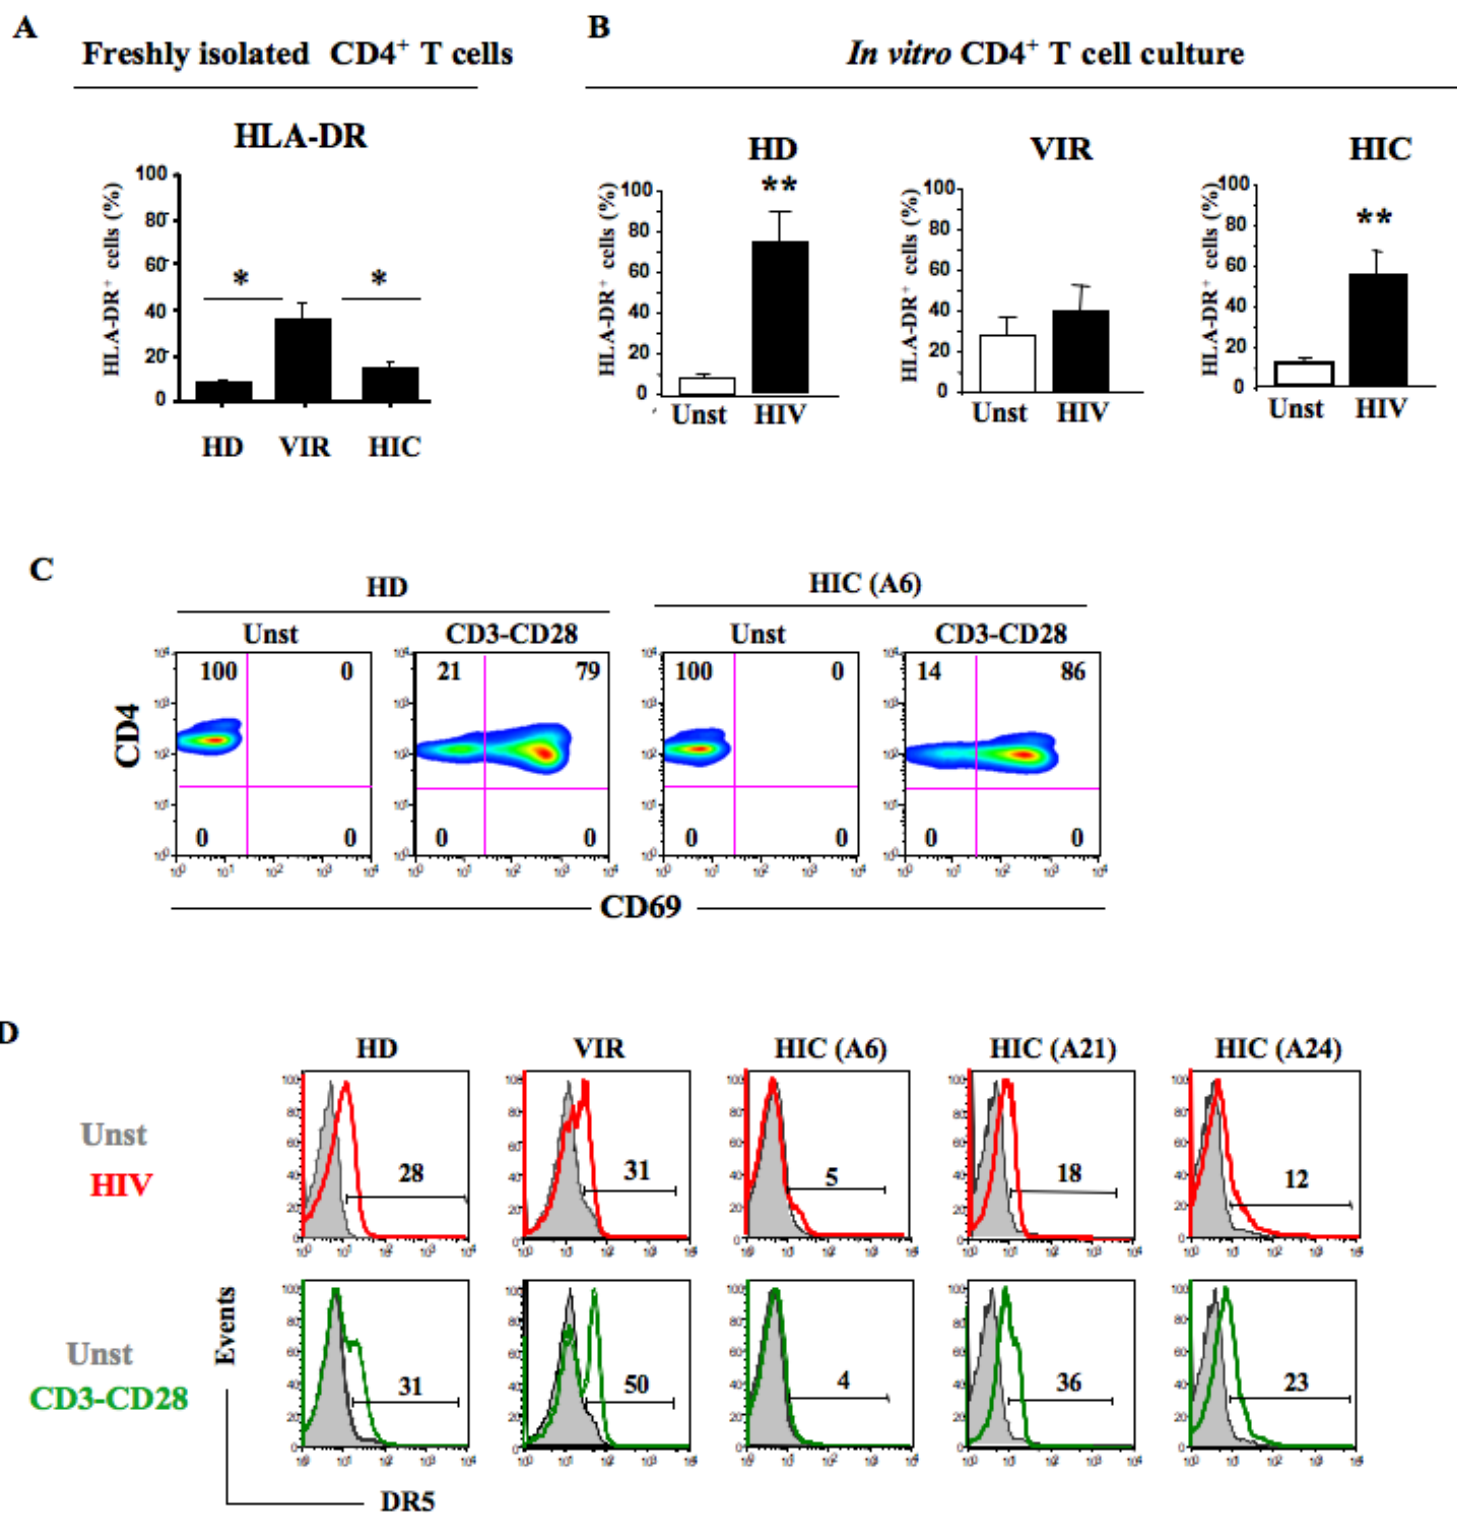 A
B
Freshly isolated CD4+ T cells
In vitro CD4+ T cell culture
HLA-DR
HLA-DR+ cells (%)
100
80
60
40
20
0
*
*
HD VIR HIC
HD
HLA-DR+ cells (%)
100
80
60
40
20
0
**
Unst HIV
VIR
HLA-DR+ cells (%)
100
80
60
40
20
0
Unst HIV
HIC
HLA-DR+ cells (%)
100
80
60
40
20
0
**
Unst HIV
C
HD
HIC (A6)
Unst CD3-CD28 Unst CD3-CD28
100 0 21 79 100 0 14 86
CD4
0 0 0 0 0 0 0 0
CD69
D
HD VIR HIC (A6) HIC (A21) HIC (A24)
Unst
HIV
28 31 5 18 12
Events
Unst
CD3-CD28
31 50 4 36 23
DR5